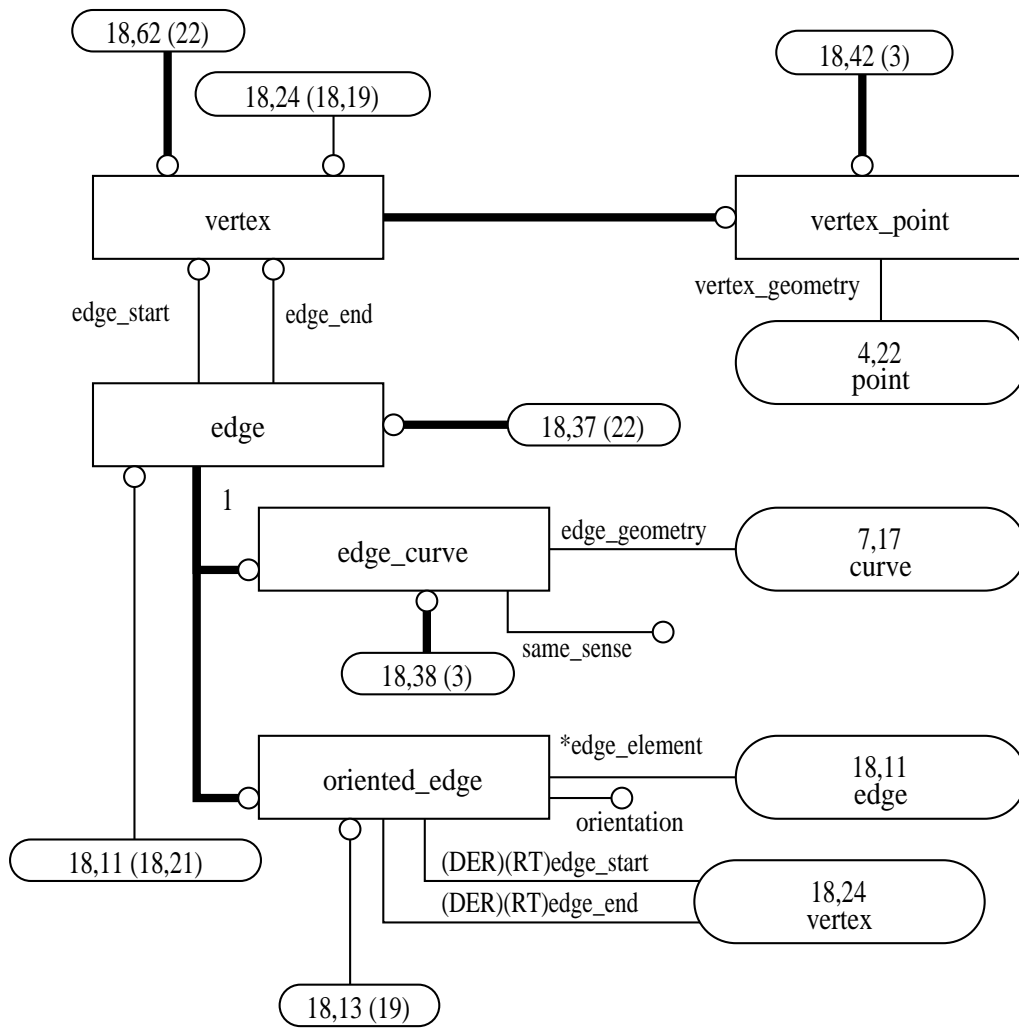 18,62 (22)
18,42 (3)
18,24 (18,19)
vertex
vertex_point
edge_start
edge_end
vertex_geometry
4,22
point
edge
18,37 (22)
1
edge_curve
edge_geometry
7,17
curve
same_sense
18,38 (3)
*edge_element
oriented_edge
18,11
edge
orientation
18,11 (18,21)
(DER)(RT)edge_start
(DER)(RT)edge_end
18,24
vertex
18,13 (19)